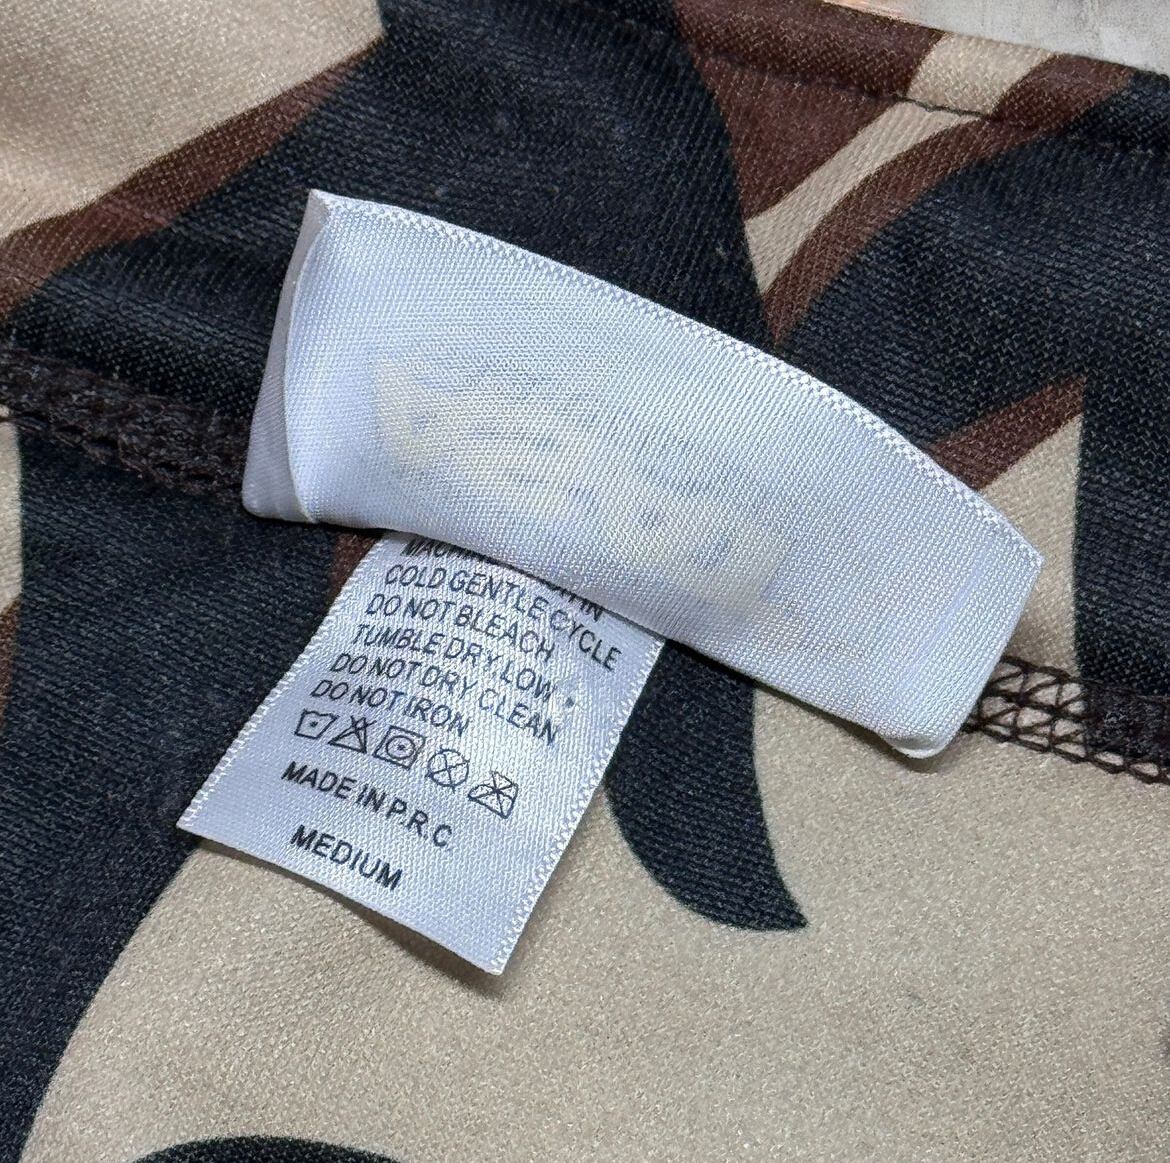 COLD GENTLE CYCLE
DO NOT BLEACH
TUMBLE DRY LOW
DO NOT DRY CLEAN
DO NOT IRON
MADE IN P.R.C
MEDIUM